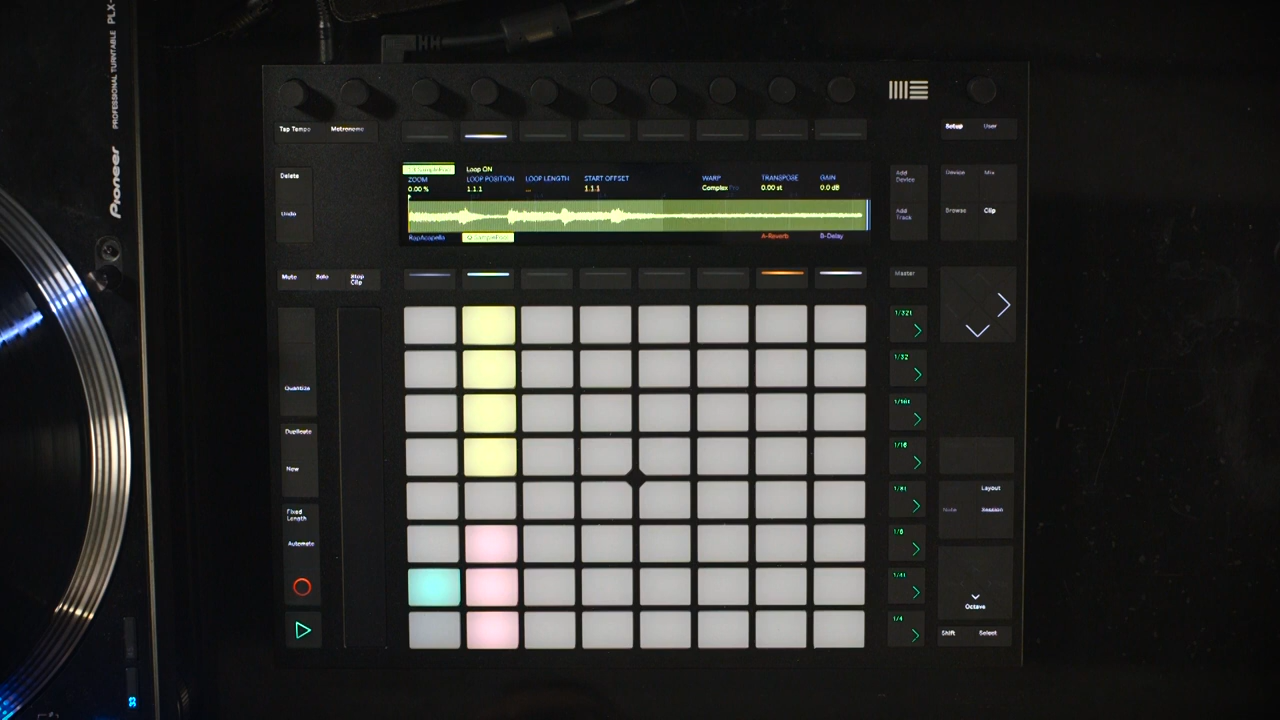 PROFESSIONAL TURNTABLE PLX-
Pioneer
33
Tap Tempo
Metronome
Setup
User
Delete
Undo
Loop ON
ZOOM
LOOP POSITION
LOOP LENGTH
START OFFSET
WARP
TRANSPOSE
GAIN
0.00 %
1.1.1
1.1.1
Complex Pro
0.00 st
0.0 dB
RapAcapella
A-Reverb
B-Delay
Add
Device
Add
Track
Device
Mix
Browse
Clip
Mute
Solo
Stop
Clip
Master
Quantize
Duplicate
New
Fixed
Length
Automate
1/32t
1/32
1/16t
1/16
1/8t
1/8
1/4t
1/4
Layout
Note
Session
Octave
Shift
Select